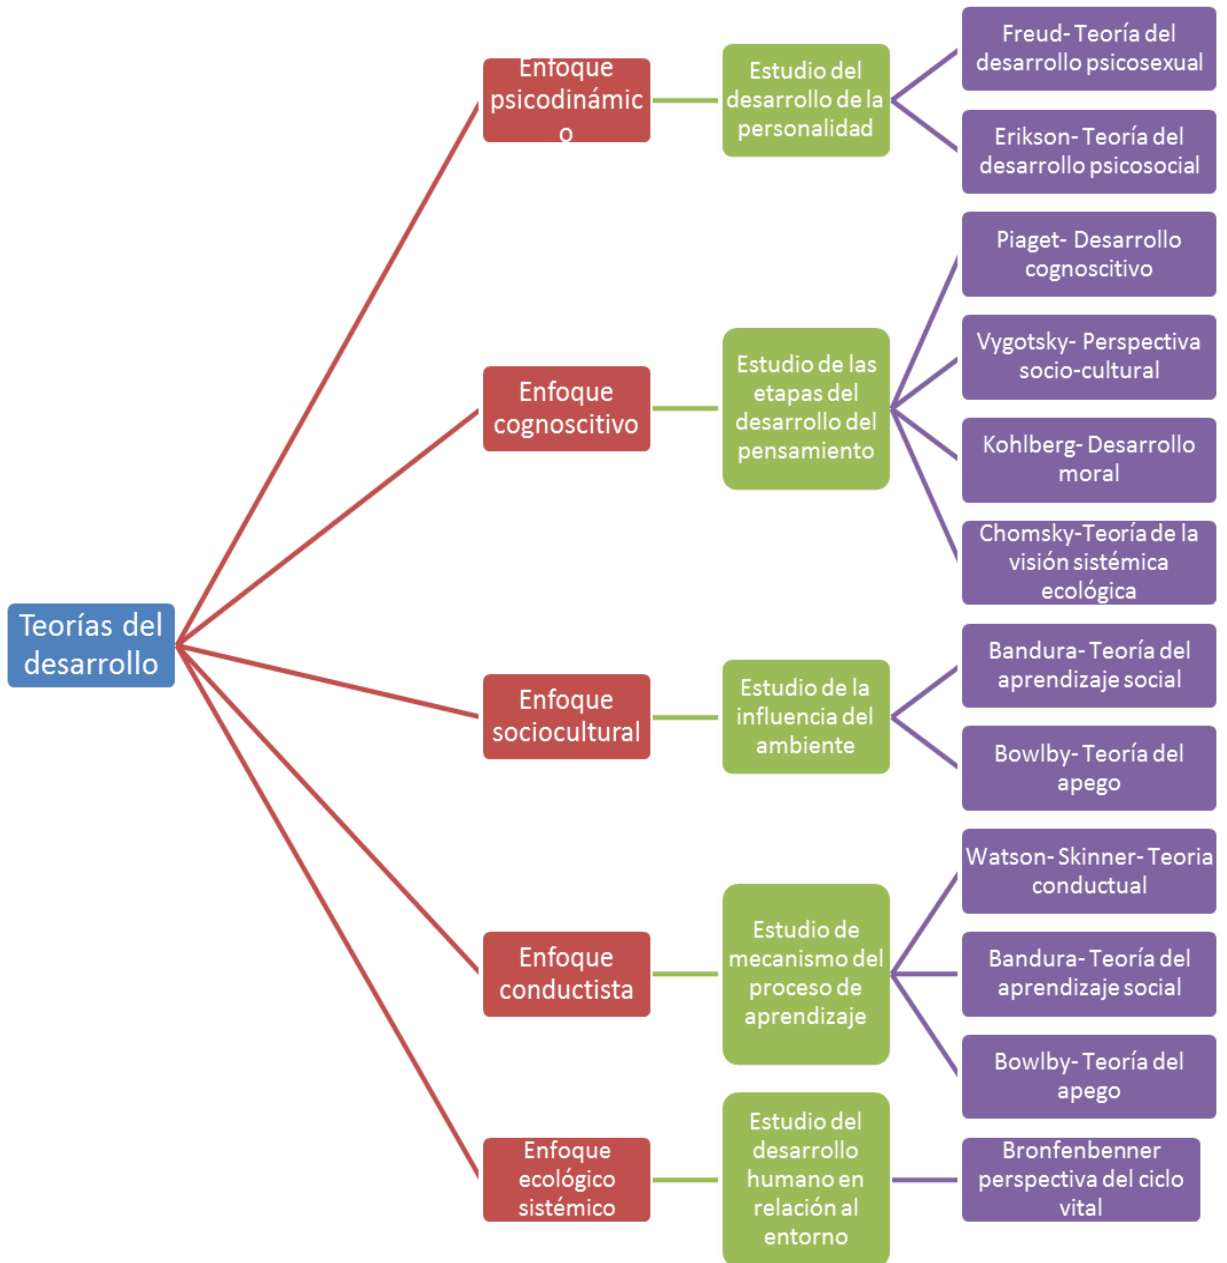 Teorías del
desarrollo
Enfoque
psicodinámic
o
Estudio del
desarrollo de la
personalidad
Freud- Teoría del
desarrollo psicosexual
Erikson- Teoría del
desarrollo psicosocial
Enfoque
cognoscitivo
Estudio de las
etapas del
desarrollo del
pensamiento
Piaget- Desarrollo
cognoscitivo
Vygotsky- Perspectiva
socio-cultural
Kohlberg- Desarrollo
moral
Chomsky-Teoría de la
visión sistémica
ecológica
Enfoque
sociocultural
Estudio de la
influencia del
ambiente
Bandura- Teoría del
aprendizaje social
Bowlby- Teoría del
apego
Enfoque
conductista
Estudio de
mecanismo del
proceso de
aprendizaje
Watson- Skinner- Teoria
conductual
Bandura- Teoría del
aprendizaje social
Bowlby- Teoría del
apego
Enfoque
ecológico
sistémico
Estudio del
desarrollo
humano en
relación al
entorno
Bronfenbenner
perspectiva del ciclo
vital